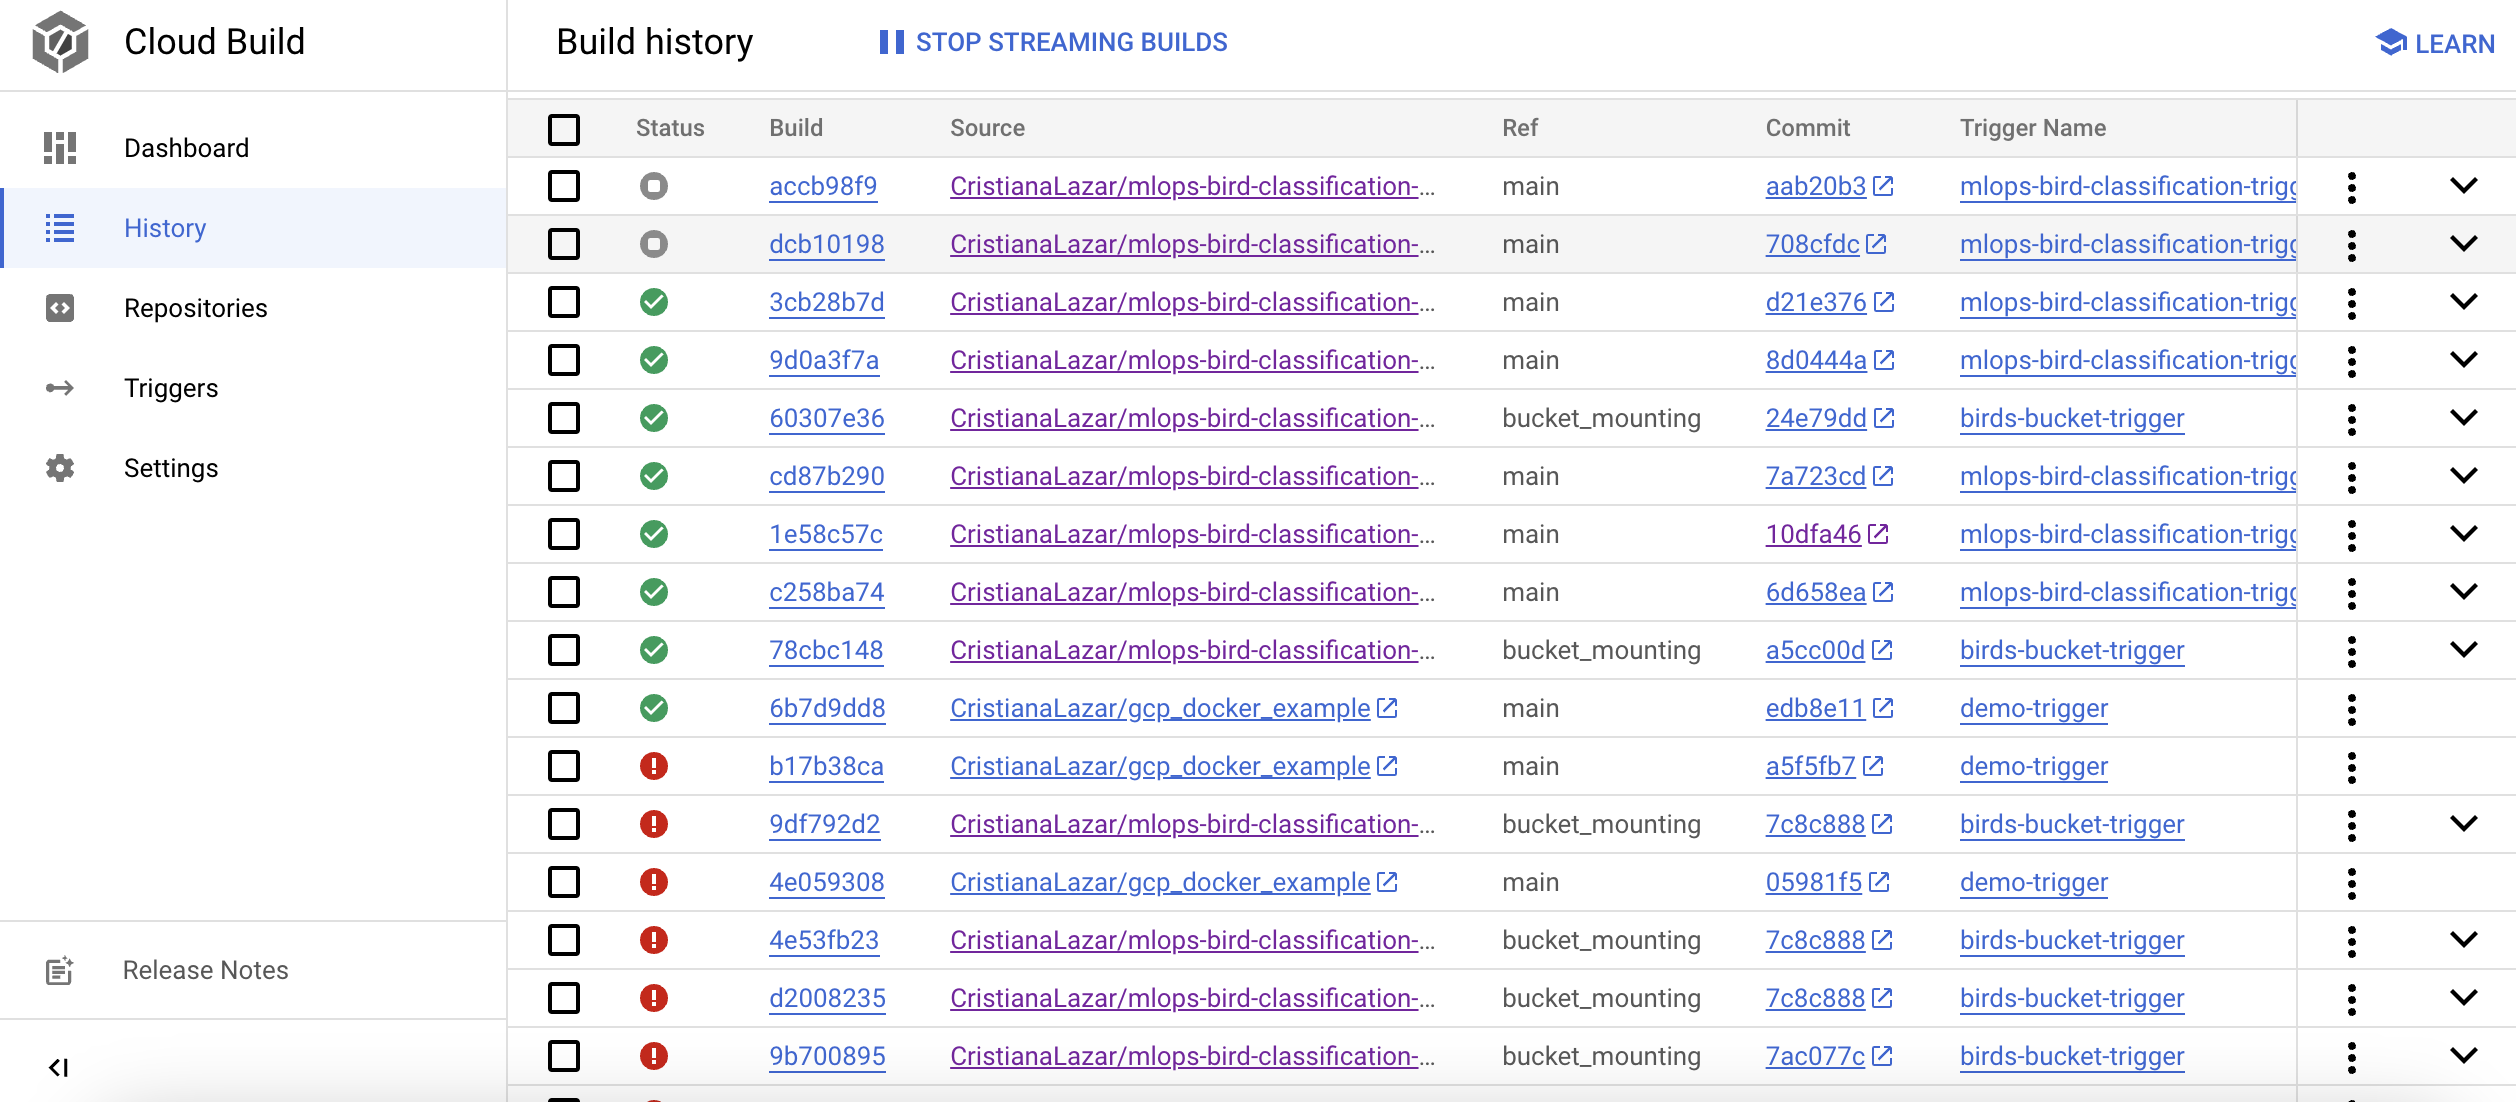 Cloud Build
Build history
STOP STREAMING BUILDS
LEARN
Dashboard
History
Repositories
Triggers
Settings
Release Notes
Status Build Source Ref Commit Trigger Name
accb98f9 CristianaLazar/mlops-bird-classification-... main aab20b3 mlops-bird-classification-trigg
dcb10198 CristianaLazar/mlops-bird-classification-... main 708cfdc mlops-bird-classification-trigg
3cb28b7d CristianaLazar/mlops-bird-classification-... main d21e376 mlops-bird-classification-trigg
9d0a3f7a CristianaLazar/mlops-bird-classification-... main 8d0444a mlops-bird-classification-trigg
60307e36 CristianaLazar/mlops-bird-classification-... bucket_mounting 24e79dd birds-bucket-trigger
cd87b290 CristianaLazar/mlops-bird-classification-... main 7a723cd mlops-bird-classification-trigg
1e58c57c CristianaLazar/mlops-bird-classification-... main 10dfa46 mlops-bird-classification-trigg
c258ba74 CristianaLazar/mlops-bird-classification-... main 6d658ea mlops-bird-classification-trigg
78cbc148 CristianaLazar/mlops-bird-classification-... bucket_mounting a5cc00d birds-bucket-trigger
6b7d9dd8 CristianaLazar/gcp_docker_example main edb8e11 demo-trigger
b17b38ca CristianaLazar/gcp_docker_example main a5f5fb7 demo-trigger
9df792d2 CristianaLazar/mlops-bird-classification-... bucket_mounting 7c8c888 birds-bucket-trigger
4e059308 CristianaLazar/gcp_docker_example main 05981f5 demo-trigger
4e53fb23 CristianaLazar/mlops-bird-classification-... bucket_mounting 7c8c888 birds-bucket-trigger
d2008235 CristianaLazar/mlops-bird-classification-... bucket_mounting 7c8c888 birds-bucket-trigger
9b700895 CristianaLazar/mlops-bird-classification-... bucket_mounting 7ac077c birds-bucket-trigger